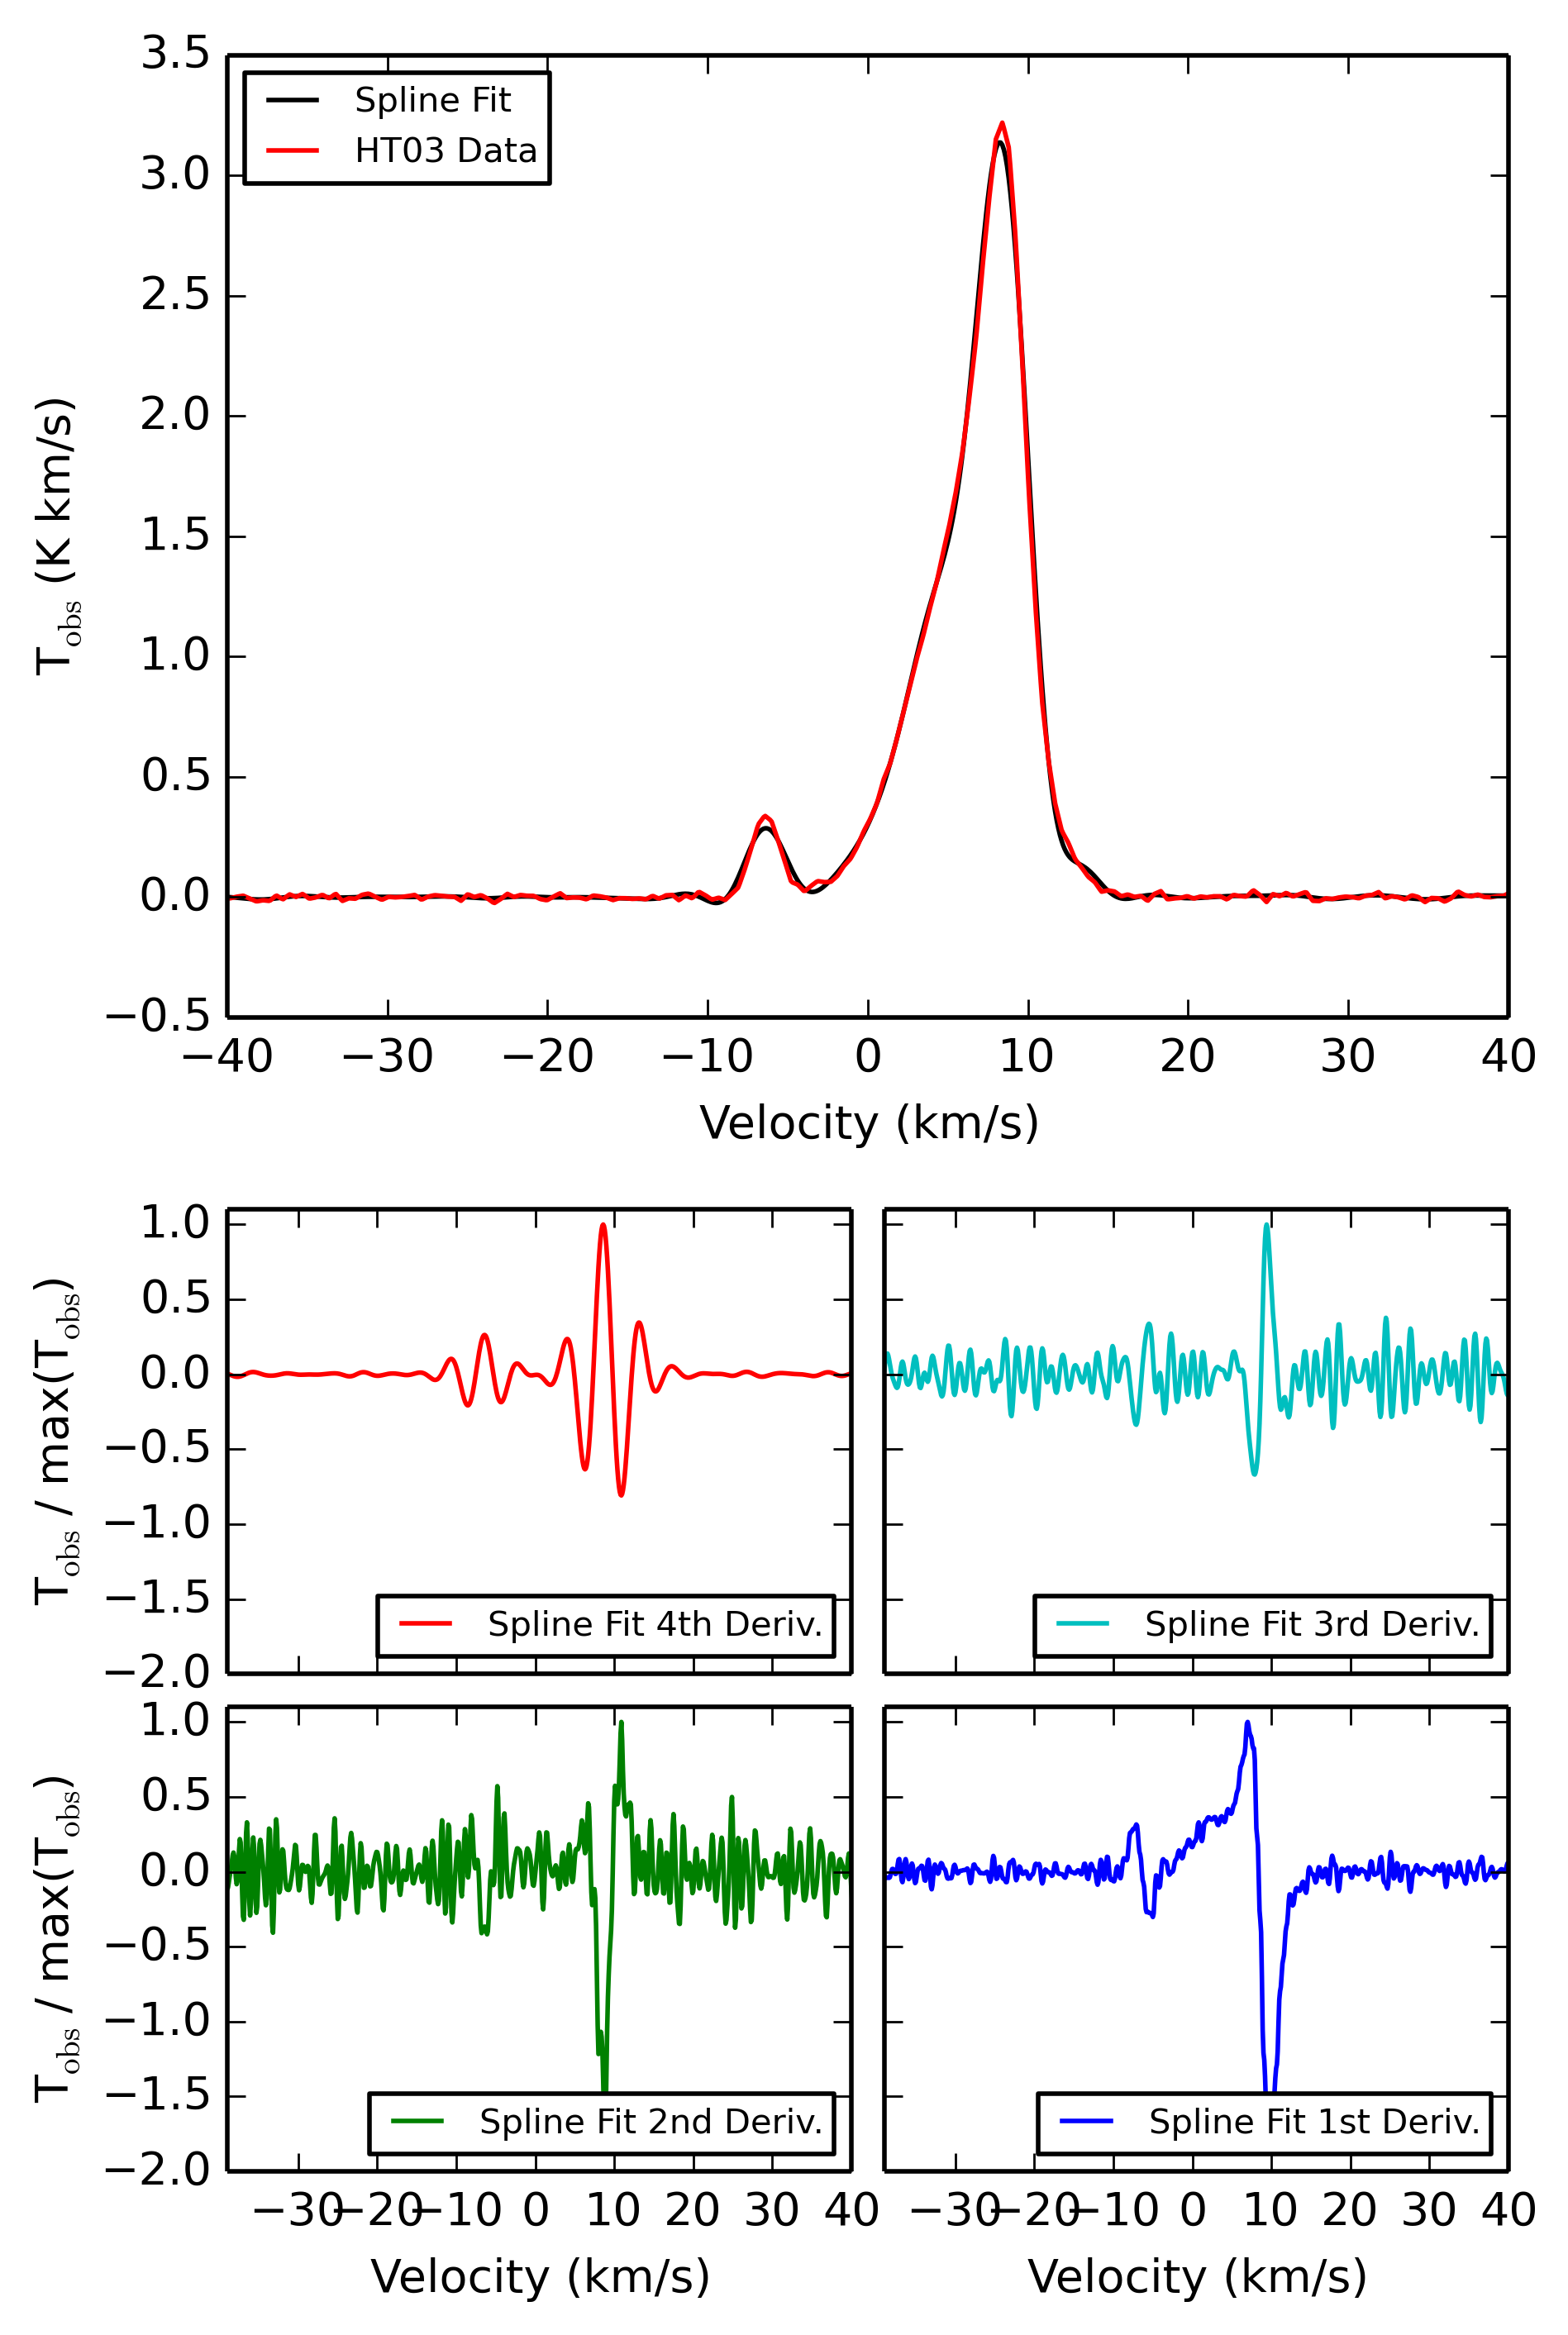 3.5
3.0
2.5
2.0
1.5
1.0
0.5
0.0
−0.5
T_obs (K km/s)
Spline Fit
HT03 Data
−40 −30 −20 −10 0 10 20 30 40
Velocity (km/s)
1.0
0.5
0.0
−0.5
−1.0
−1.5
−2.0
T_obs / max(T_obs)
Spline Fit 4th Deriv.
Spline Fit 3rd Deriv.
1.0
0.5
0.0
−0.5
−1.0
−1.5
−2.0
T_obs / max(T_obs)
Spline Fit 2nd Deriv.
Spline Fit 1st Deriv.
−30 −20 −10 0 10 20 30 40
−30 −20 −10 0 10 20 30 40
Velocity (km/s)
Velocity (km/s)